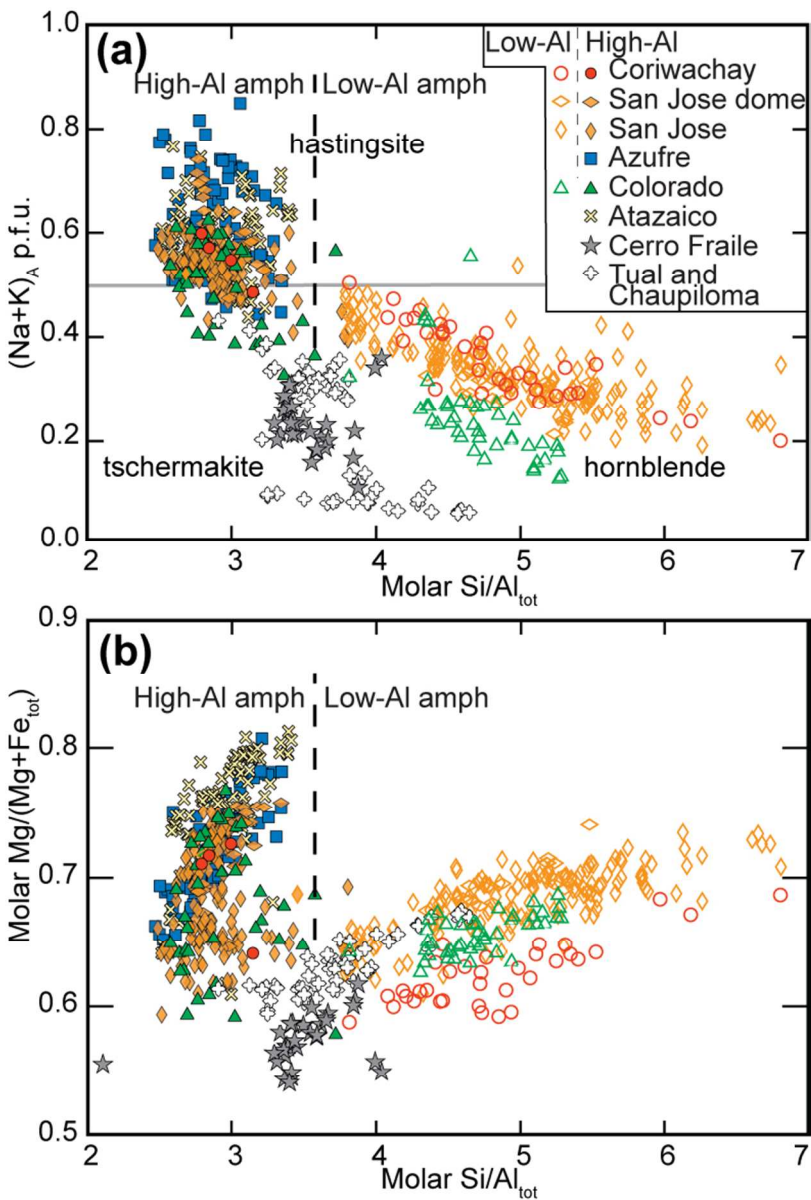 (a)
Low-Al High-Al
High-Al amph Low-Al amph
hastingsite
Coriwachay
San Jose dome
San Jose
Azufre
Colorado
Atazaico
Cerro Fraile
Tual and
Chaupiloma
tschermakite
hornblende
1.0
0.8
0.6
0.4
0.2
0.0
(Na+K)A p.f.u.
2 3 4 5 6 7
Molar Si/Altot
(b)
High-Al amph Low-Al amph
0.9
0.8
0.7
0.6
0.5
Molar Mg/(Mg+Fetot)
2 3 4 5 6 7
Molar Si/Altot